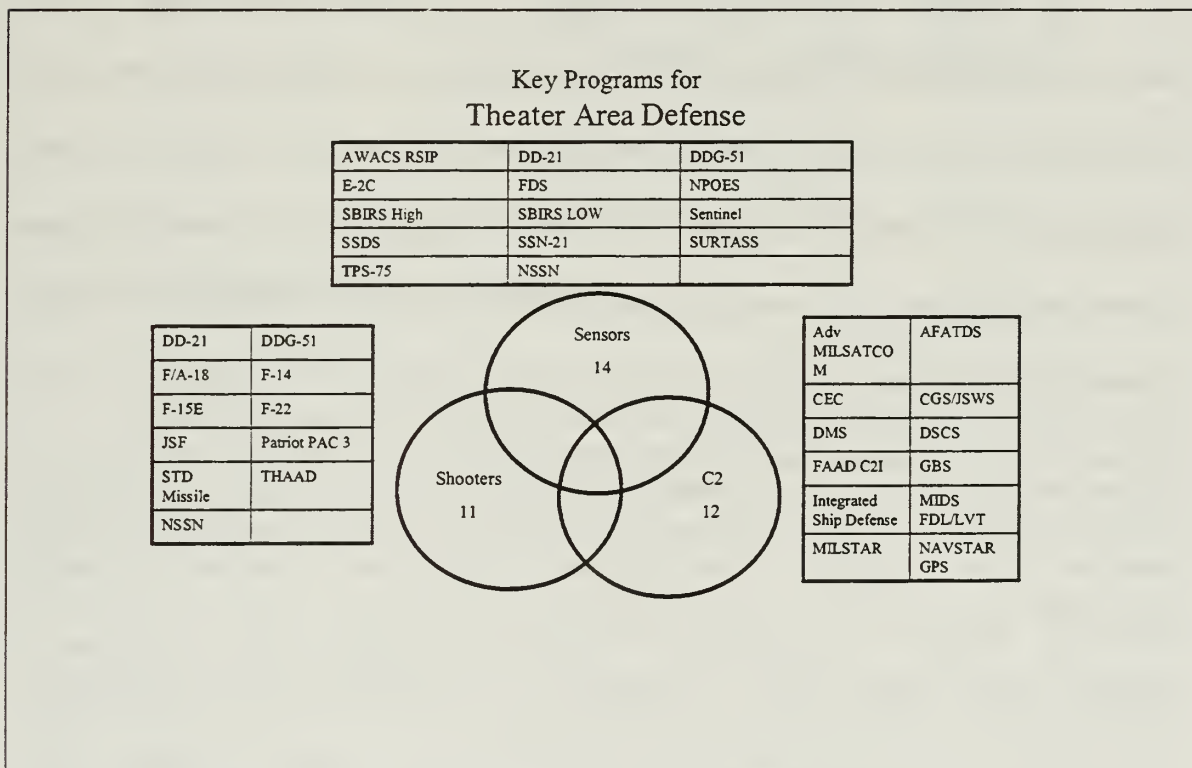 Key Programs for
Theater Area Defense
AWACS RSIP DD-21 DDG-51
E-2C FDS NPOES
SBIRS High SBIRS LOW Sentinel
SSDS SSN-21 SURTASS
TPS-75 NSSN
DD-21 DDG-51
F/A-18 F-14
F-15E F-22
JSF Patriot PAC 3
STD THAAD
Missile
NSSN
Sensors
14
Shooters
11
C2
12
Adv AFATDS
MILSATCO
M
CEC CGS/JSWS
DMS DSCS
FAAD C2I GBS
Integrated MIDS
Ship Defense FDL/LVT
MILSTAR NAVSTAR
GPS